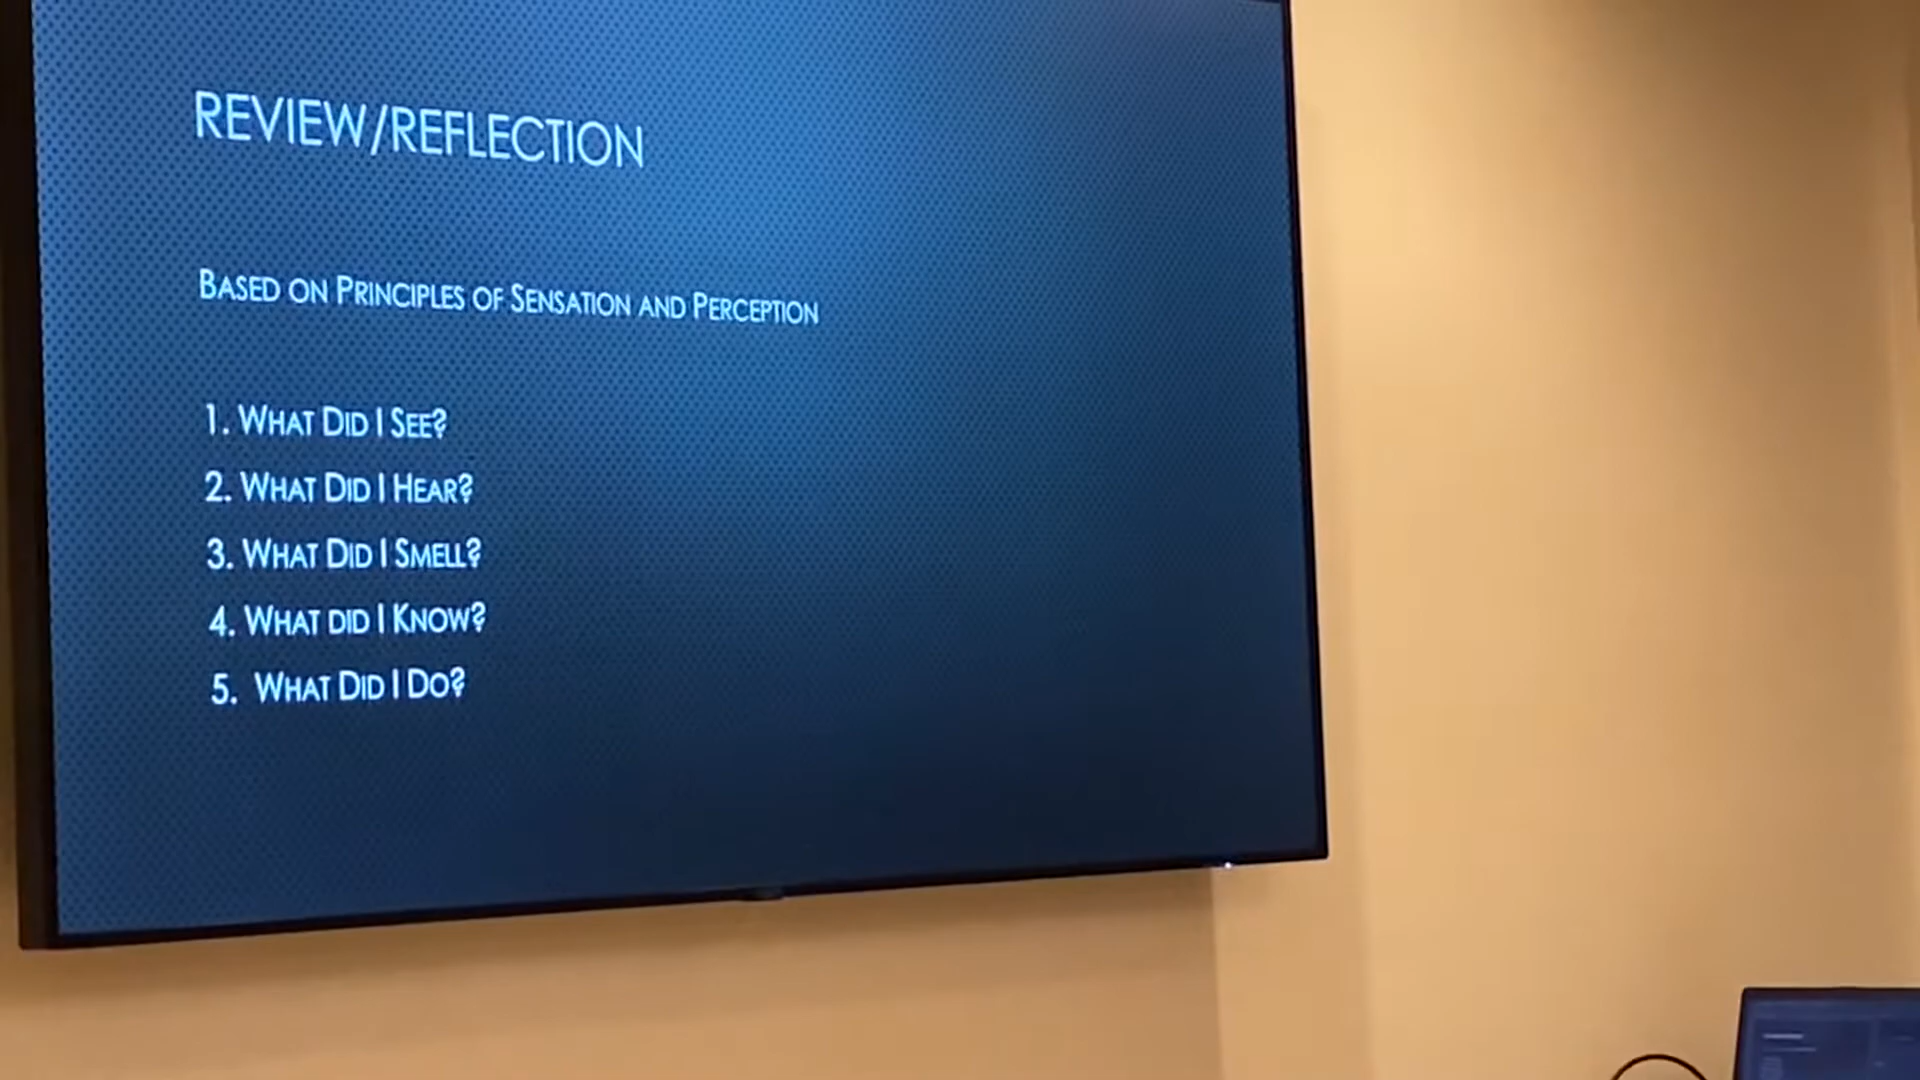 REVIEW/REFLECTION
BASED ON PRINCIPLES OF SENSATION AND PERCEPTION
1. WHAT DID I SEE?
2. WHAT DID I HEAR?
3. WHAT DID I SMELL?
4. WHAT DID I KNOW?
5. WHAT DID I DO?